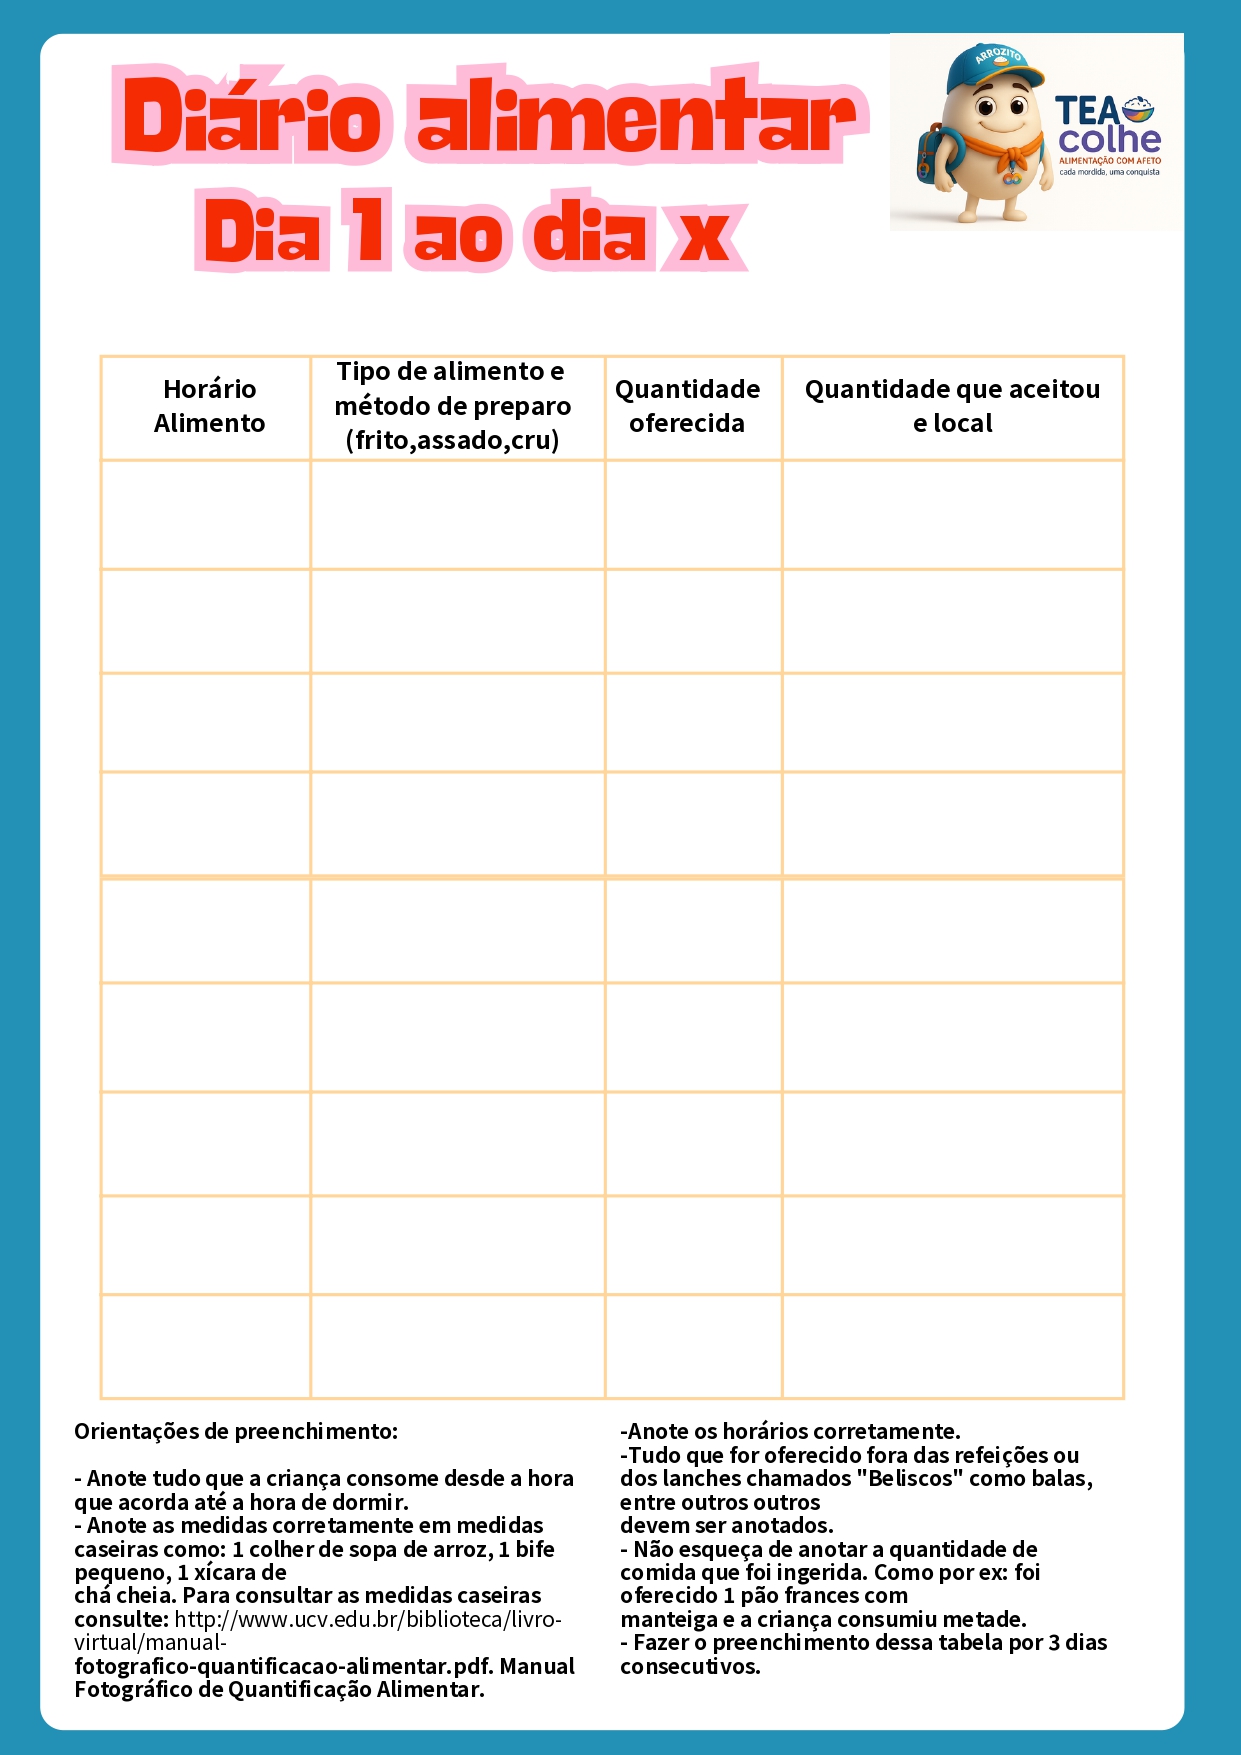 Diário alimentar
Dia 1 ao dia x
ARROZITO
TEA
colhe
ALIMENTAÇÃO COM AFETO
cada mordida, uma conquista
Horário
Alimento
Tipo de alimento e
método de preparo
(frito,assado,cru)
Quantidade
oferecida
Quantidade que aceitou
e local
Orientações de preenchimento:
- Anote tudo que a criança consome desde a hora
que acorda até a hora de dormir.
- Anote as medidas corretamente em medidas
caseiras como: 1 colher de sopa de arroz, 1 bife
pequeno, 1 xícara de
chá cheia. Para consultar as medidas caseiras
consulte: http://www.ucv.edu.br/biblioteca/livro-
virtual/manual-
fotografico-quantificacao-alimentar.pdf. Manual
Fotográfico de Quantificação Alimentar.
-Anote os horários corretamente.
-Tudo que for oferecido fora das refeições ou
dos lanches chamados "Beliscos" como balas,
entre outros outros
devem ser anotados.
- Não esqueça de anotar a quantidade de
comida que foi ingerida. Como por ex: foi
oferecido 1 pão frances com
manteiga e a criança consumiu metade.
- Fazer o preenchimento dessa tabela por 3 dias
consecutivos.